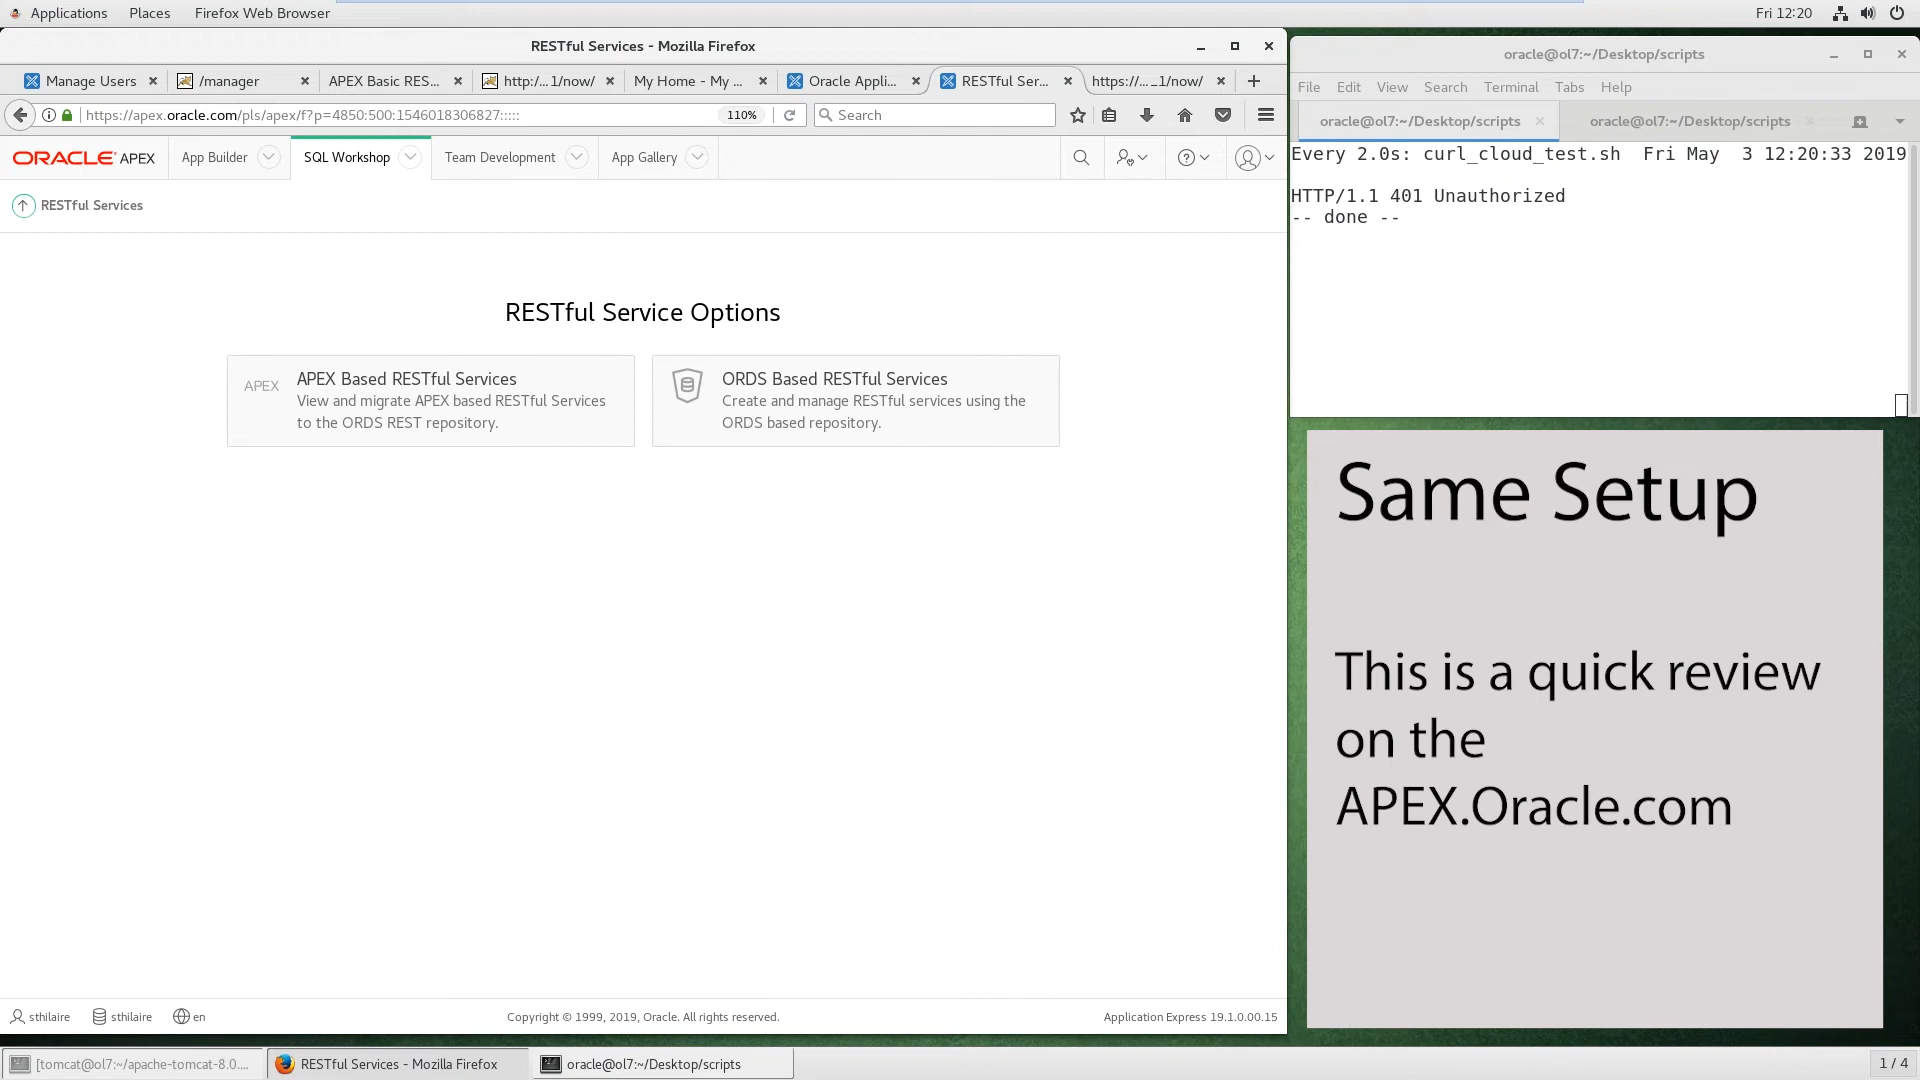 Applications Places Firefox Web Browser Fri 12:20
RESTful Services - Mozilla Firefox
Manage Users /manager APEX Basic RES... http:/...1/now/ My Home - My ... Oracle Appli... RESTful Ser... https://..._1/now/
https://apex.oracle.com/pls/apex/f?p=4850:500:1546018306827::::: 110% Search
ORACLE APEX App Builder SQL Workshop Team Development App Gallery
RESTful Services
RESTful Service Options
APEX APEX Based RESTful Services
View and migrate APEX based RESTful Services
to the ORDS REST repository.
ORDS Based RESTful Services
Create and manage RESTful services using the
ORDS based repository.
sthilaire sthilaire en Copyright © 1999, 2019, Oracle. All rights reserved. Application Express 19.1.0.00.15
oracle@ol7:~/Desktop/scripts
File Edit View Search Terminal Tabs Help
oracle@ol7:~/Desktop/scripts oracle@ol7:~/Desktop/scripts
Every 2.0s: curl_cloud_test.sh  Fri May  3 12:20:33 2019
HTTP/1.1 401 Unauthorized
-- done --
Same Setup
This is a quick review
on the
APEX.Oracle.com
[tomcat@ol7:~/apache-tomcat-8.0.... RESTful Services - Mozilla Firefox oracle@ol7:~/Desktop/scripts 1 / 4